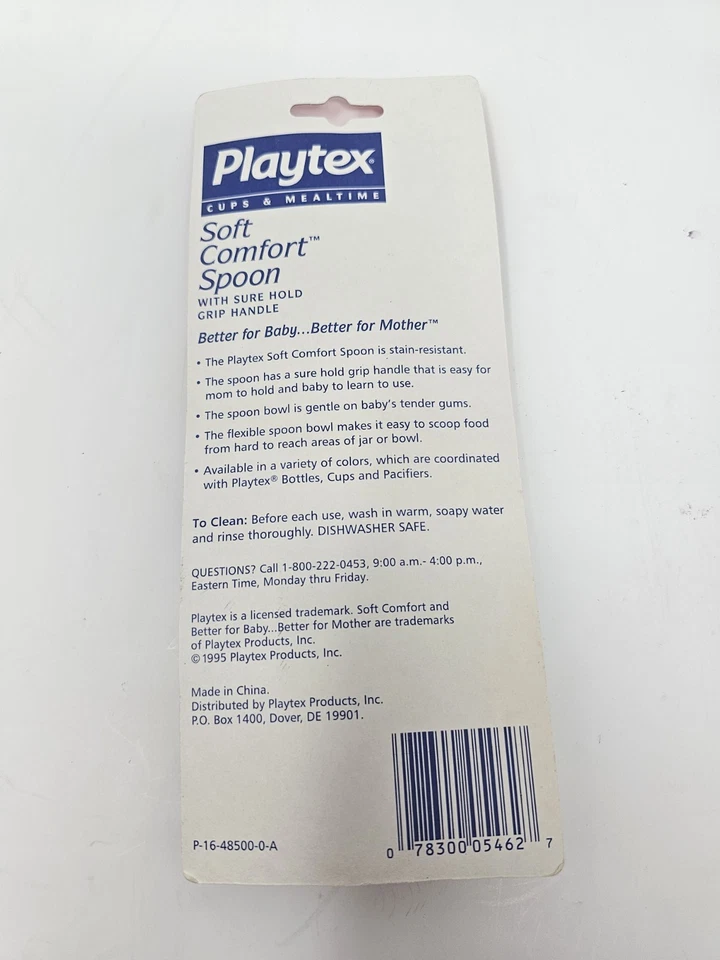 Playtex®
CUPS & MEALTIME
Soft
Comfort™
Spoon
WITH SURE HOLD
GRIP HANDLE
Better for Baby...Better for Mother™
• The Playtex Soft Comfort Spoon is stain-resistant.
• The spoon has a sure hold grip handle that is easy for
mom to hold and baby to learn to use.
• The spoon bowl is gentle on baby's tender gums.
• The flexible spoon bowl makes it easy to scoop food
from hard to reach areas of jar or bowl.
• Available in a variety of colors, which are coordinated
with Playtex® Bottles, Cups and Pacifiers.
To Clean: Before each use, wash in warm, soapy water
and rinse thoroughly. DISHWASHER SAFE.
QUESTIONS? Call 1-800-222-0453, 9:00 a.m.- 4:00 p.m.,
Eastern Time, Monday thru Friday.
Playtex is a licensed trademark. Soft Comfort and
Better for Baby...Better for Mother are trademarks
of Playtex Products, Inc.
©1995 Playtex Products, Inc.
Made in China.
Distributed by Playtex Products, Inc.
P.O. Box 1400, Dover, DE 19901.
P-16-48500-0-A
0 78300 05462 7